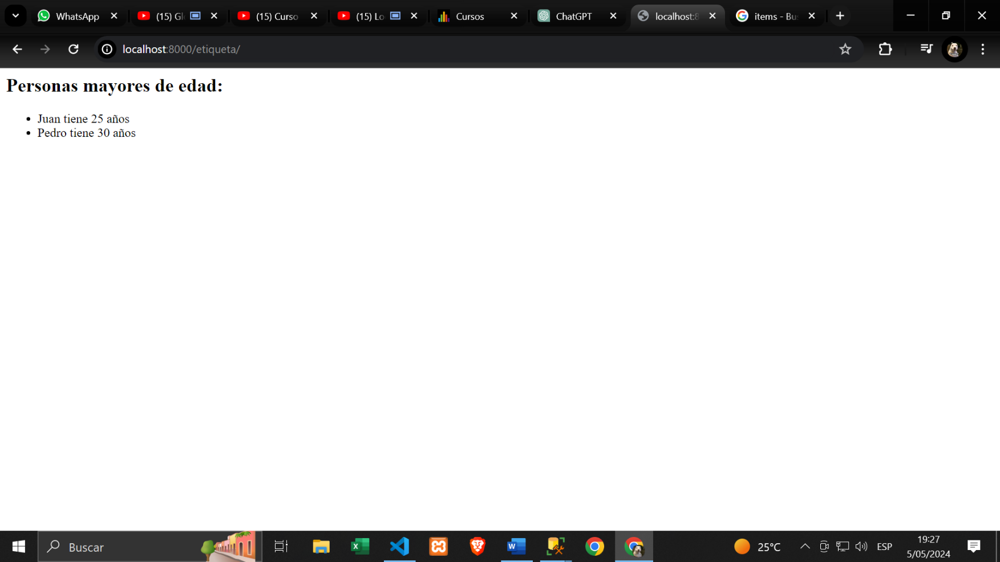 WhatsApp
(15) Gl
(15) Curso
(15) Lo
Cursos
ChatGPT
localhost:8
items - Bus
localhost:8000/etiqueta/
Personas mayores de edad:
• Juan tiene 25 años
• Pedro tiene 30 años
Buscar
25°C
ESP
19:27
5/05/2024